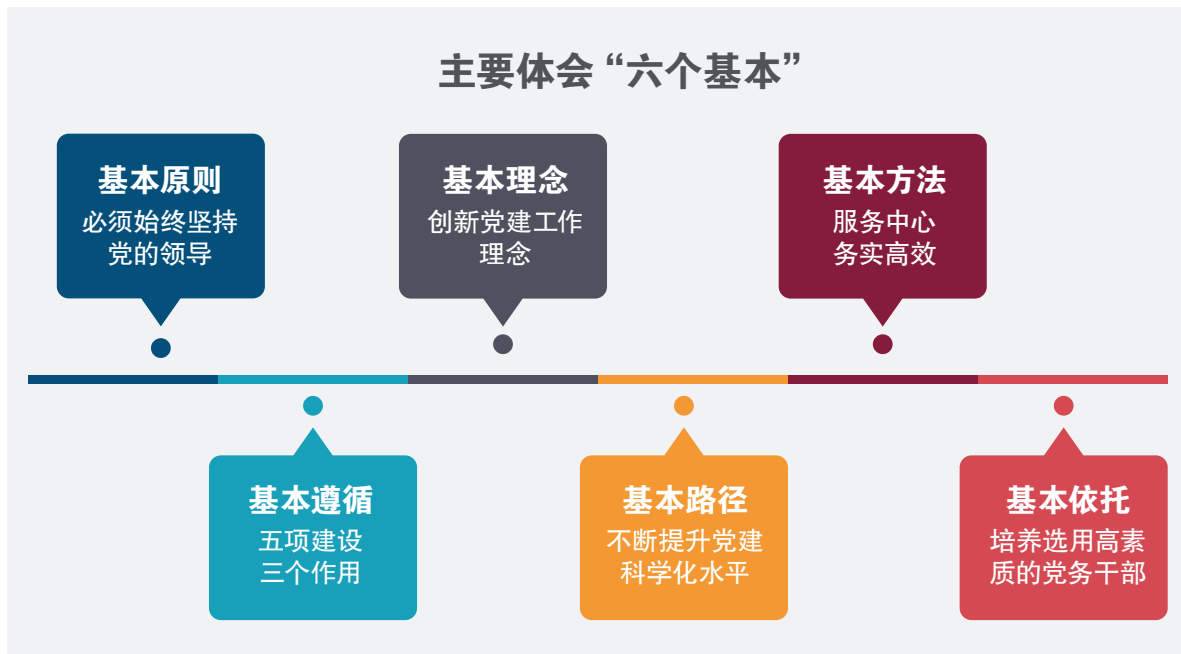 主要体会“六个基本”
基本原则
必须始终坚持
党的领导
基本理念
创新党建工作
理念
基本方法
服务中心
务实高效
基本遵循
五项建设
三个作用
基本路径
不断提升党建
科学化水平
基本依托
培养选用高素
质的党务干部